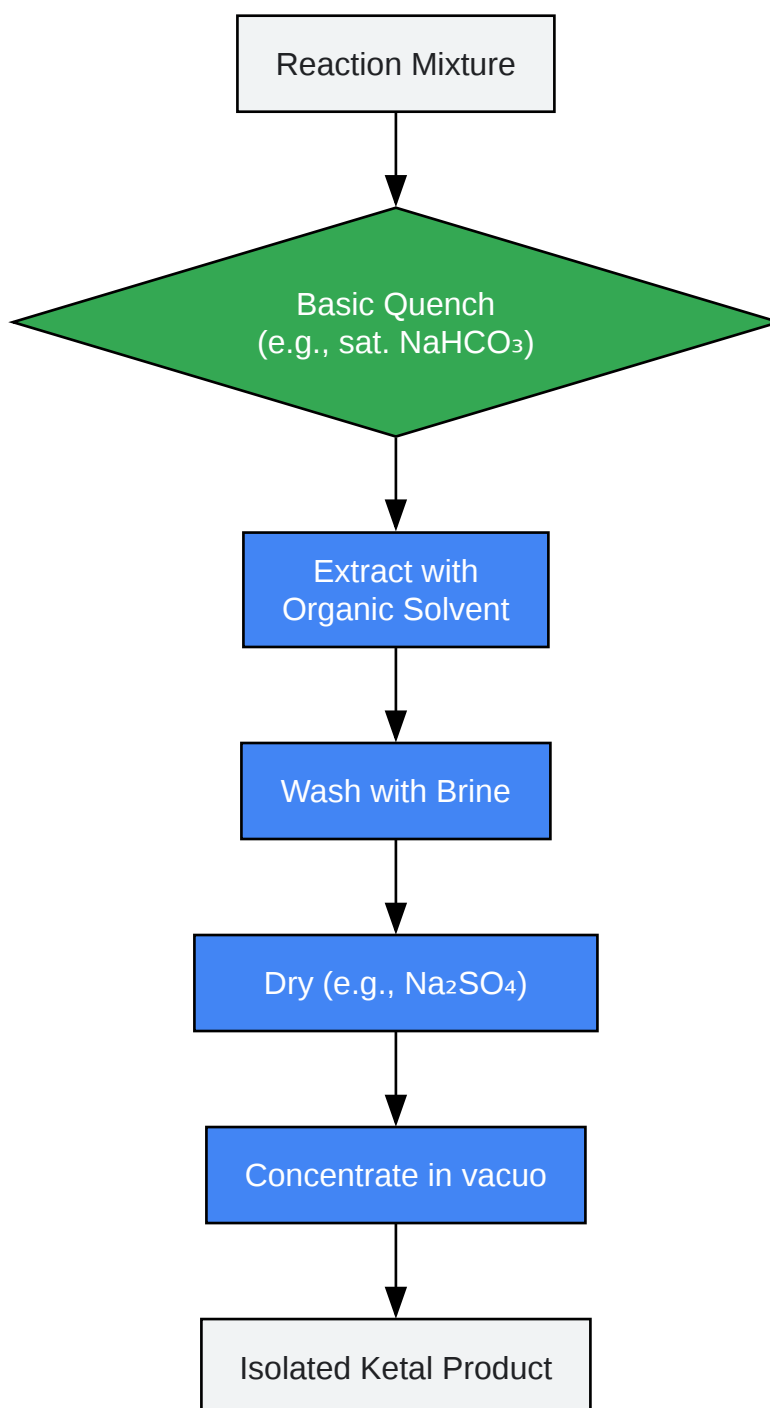 Reaction Mixture
Basic Quench
(e.g., sat. NaHCO₃)
Extract with
Organic Solvent
Wash with Brine
Dry (e.g., Na₂SO₄)
Concentrate in vacuo
Isolated Ketal Product